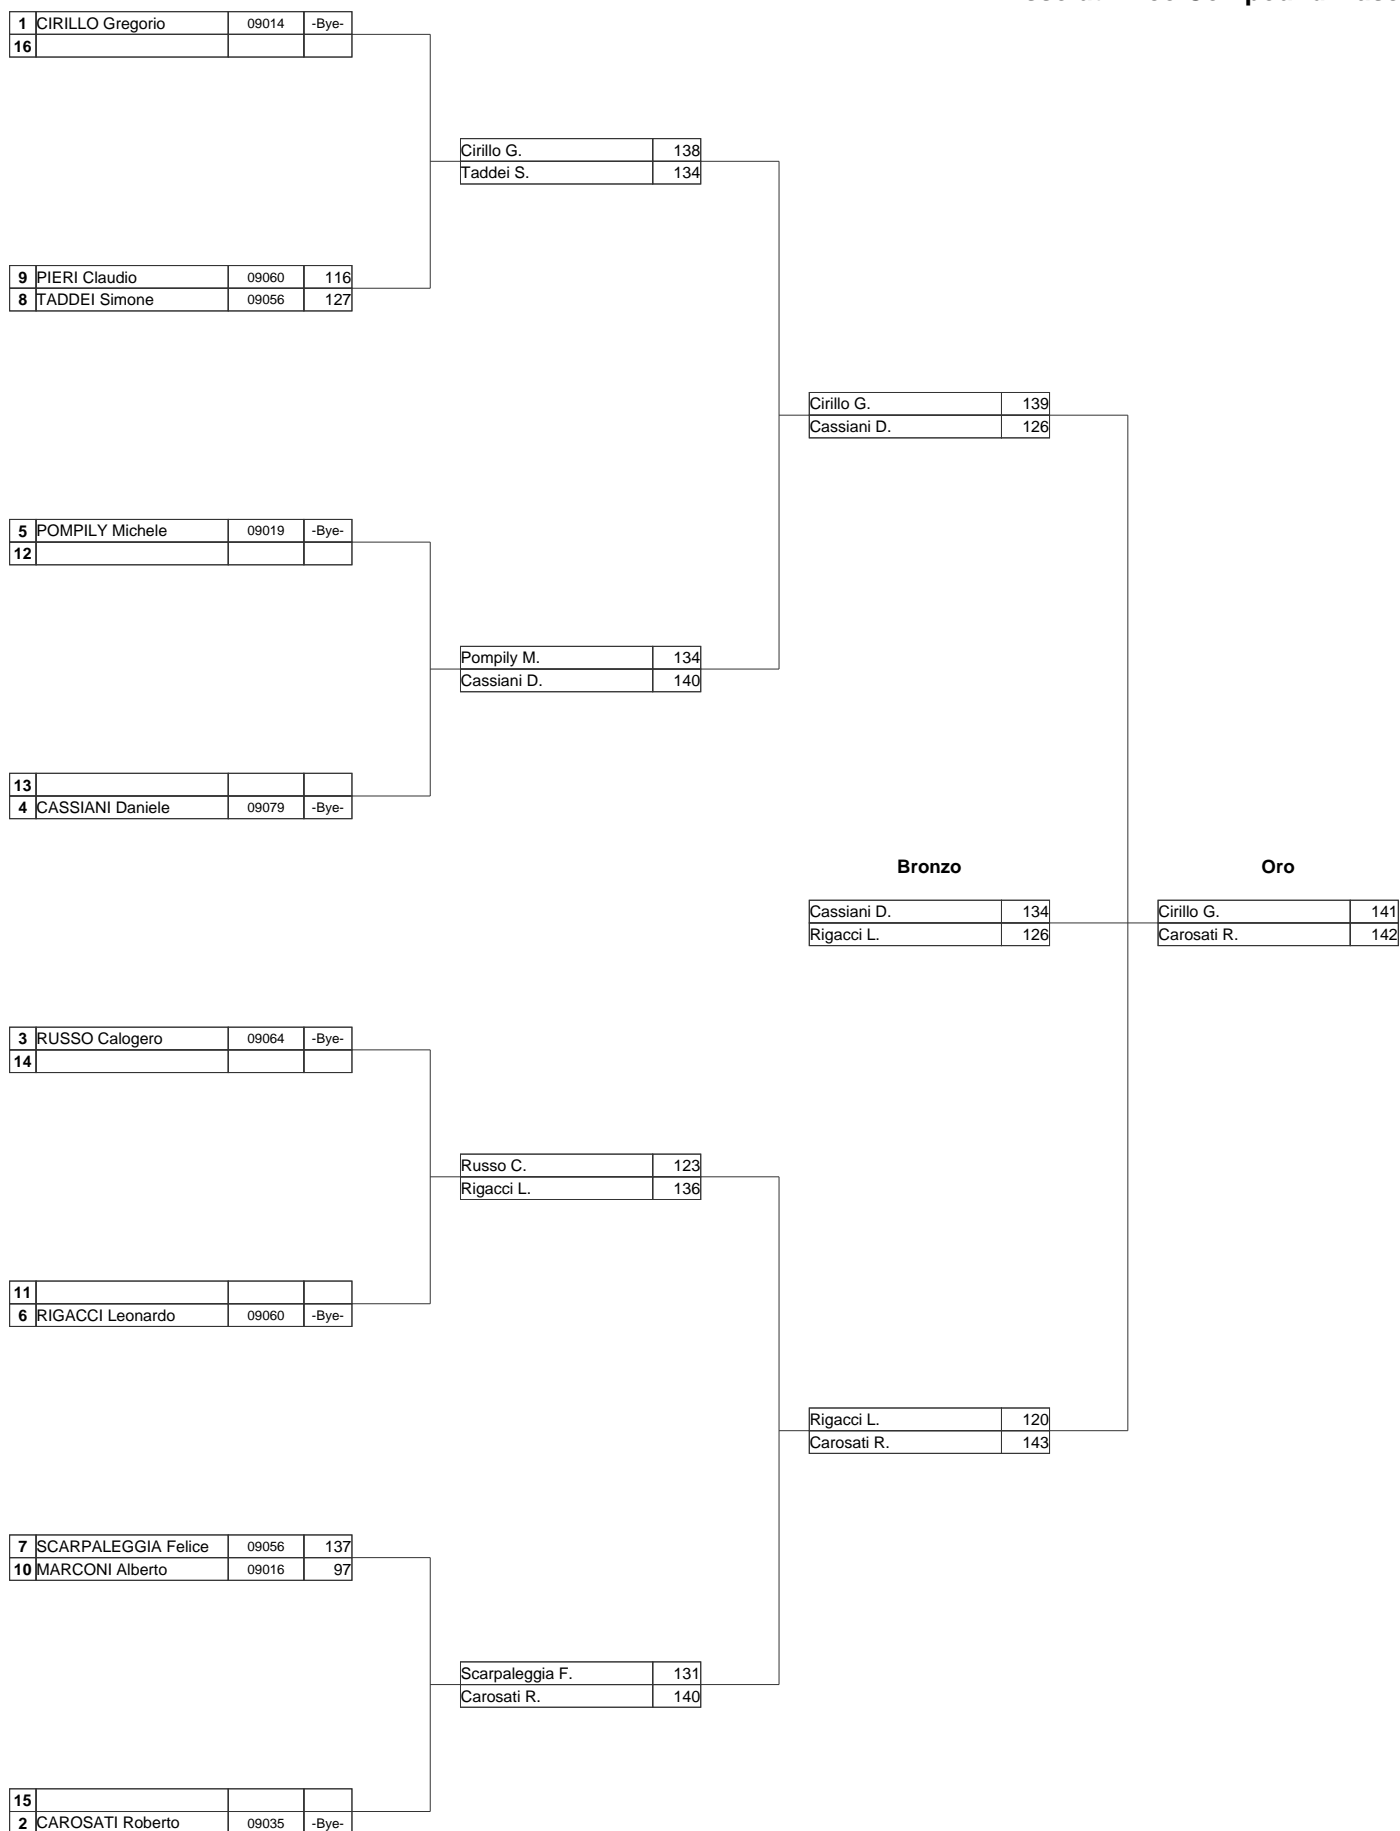 1 CIRILLO Gregorio 09014 -Bye-
16
Cirillo G. 138
Taddei S. 134
9 PIERI Claudio 09060 116
8 TADDEI Simone 09056 127
Cirillo G. 139
Cassiani D. 126
5 POMPILY Michele 09019 -Bye-
12
Pompily M. 134
Cassiani D. 140
13
4 CASSIANI Daniele 09079 -Bye-
Bronzo Oro
Cassiani D. 134 Cirillo G. 141
Rigacci L. 126 Carosati R. 142
3 RUSSO Calogero 09064 -Bye-
14
Russo C. 123
Rigacci L. 136
11
6 RIGACCI Leonardo 09060 -Bye-
Rigacci L. 120
Carosati R. 143
7 SCARPALEGGIA Felice 09056 137
10 MARCONI Alberto 09016 97
Scarpaleggia F. 131
Carosati R. 140
15
2 CAROSATI Roberto 09035 -Bye-